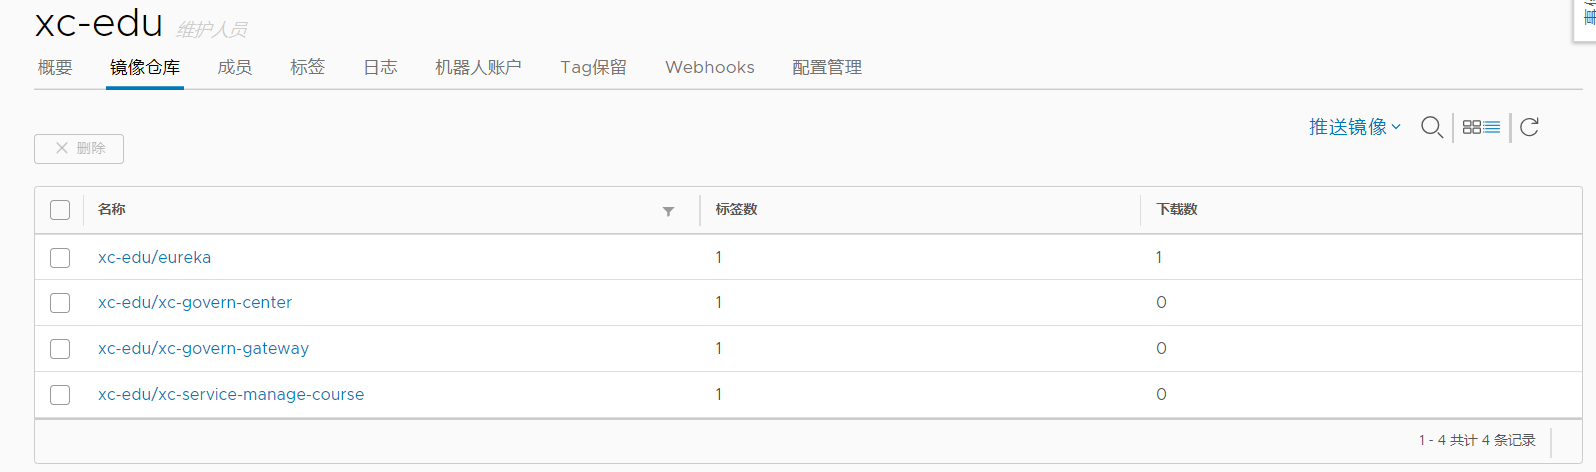 xc-edu 维护人员
概要 镜像仓库 成员 标签 日志 机器人账户 Tag保留 Webhooks 配置管理
推送镜像
删除
名称 标签数 下载数
xc-edu/eureka 1 1
xc-edu/xc-govern-center 1 0
xc-edu/xc-govern-gateway 1 0
xc-edu/xc-service-manage-course 1 0
1 - 4 共计 4 条记录